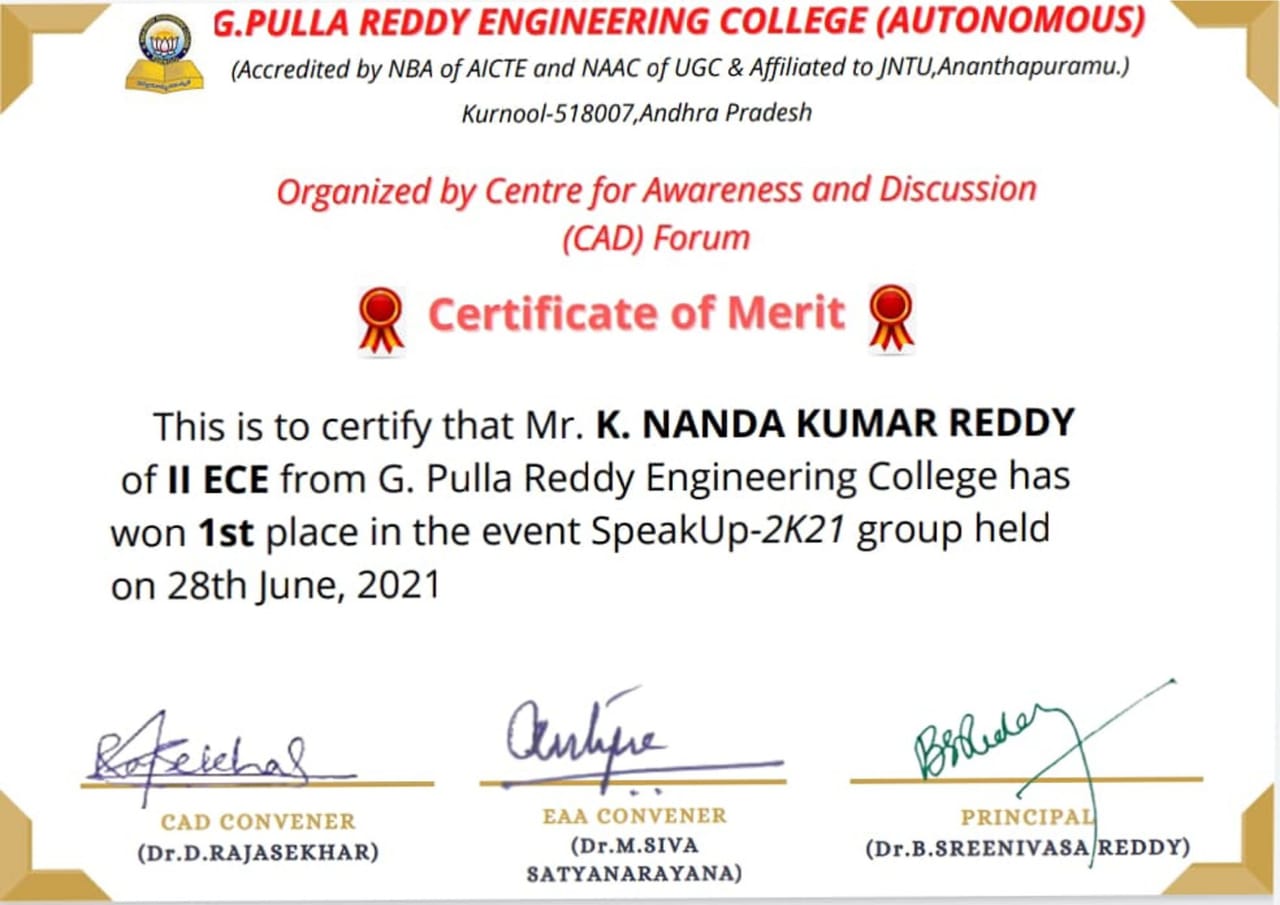 G.PULLA REDDY ENGINEERING COLLEGE (AUTONOMOUS)
(Accredited by NBA of AICTE and NAAC of UGC & Affiliated to JNTU,Ananthapuramu.)
Kurnool-518007,Andhra Pradesh
Organized by Centre for Awareness and Discussion
(CAD) Forum
Certificate of Merit
This is to certify that Mr. K. NANDA KUMAR REDDY
of II ECE from G. Pulla Reddy Engineering College has
won 1st place in the event SpeakUp-2K21 group held
on 28th June, 2021
CAD CONVENER
(Dr.D.RAJASEKHAR)
EAA CONVENER
(Dr.M.SIVA
SATYANARAYANA)
PRINCIPAL
(Dr.B.SREENIVASA REDDY)